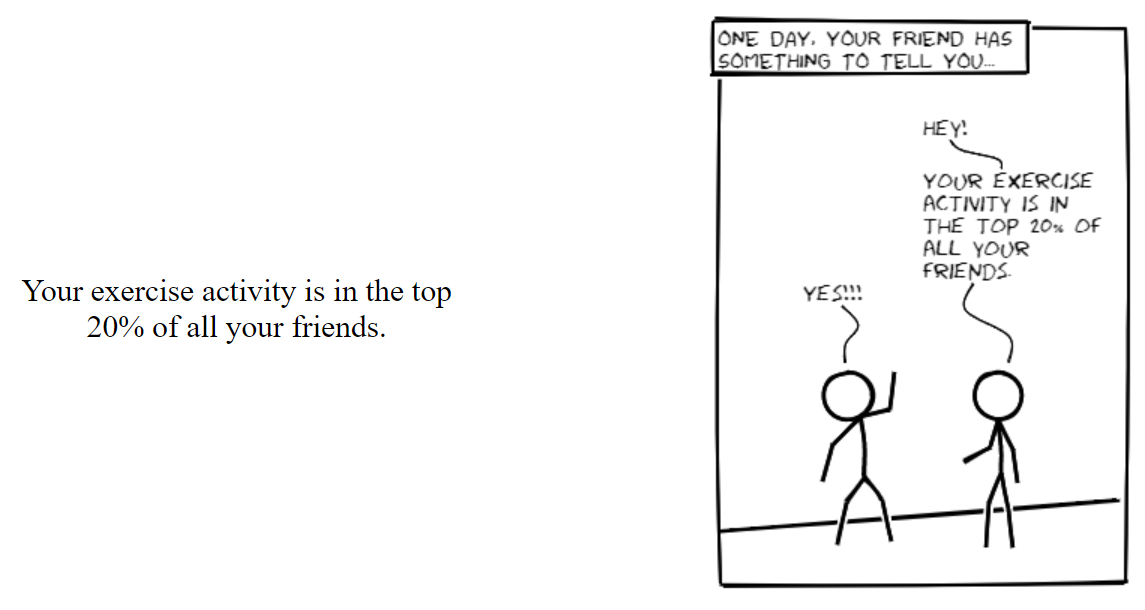 Your exercise activity is in the top
20% of all your friends.
ONE DAY, YOUR FRIEND HAS
SOMETHING TO TELL YOU...
HEY!
YOUR EXERCISE
ACTIVITY IS IN
THE TOP 20% OF
ALL YOUR
FRIENDS.
YES!!!